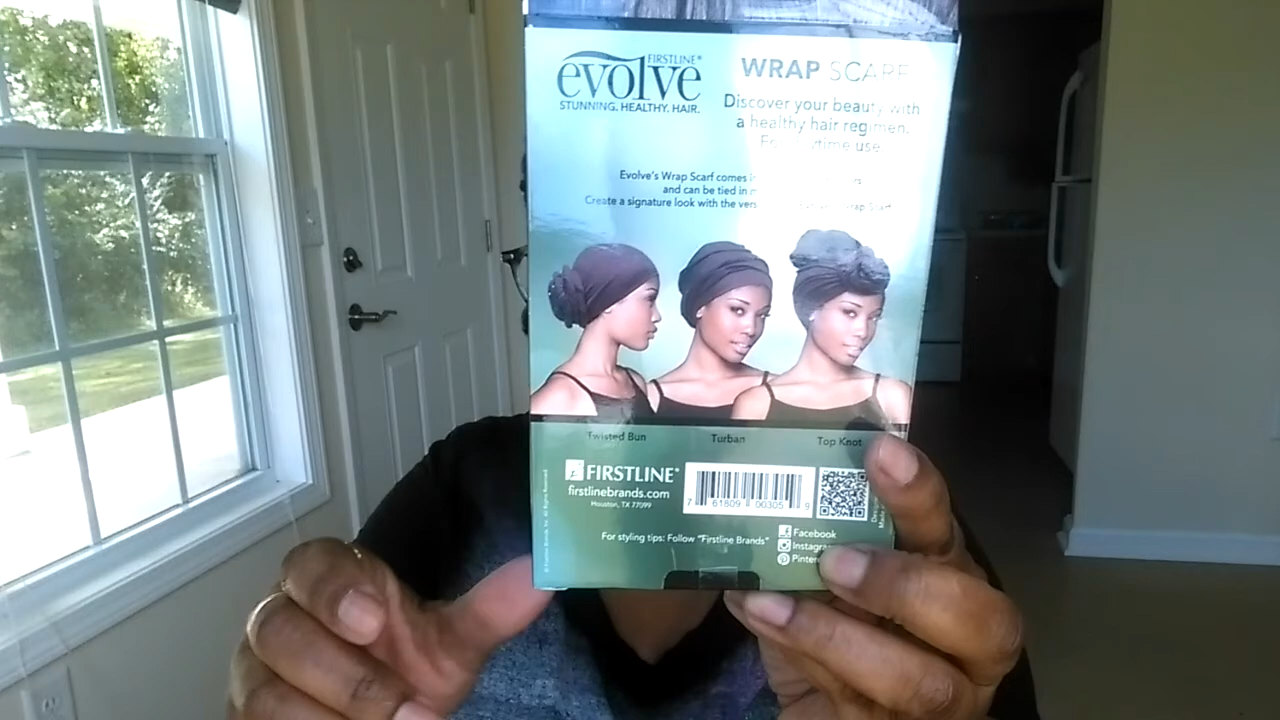 FIRSTLINE®
evolve
STUNNING. HEALTHY. HAIR.
WRAP SCARF
Discover your beauty with
a healthy hair regimen.
Evolve's Wrap Scarf comes
and can be tied in
Create a signature look with the
Twisted Bun
Turban
Top Knot
FIRSTLINE®
firstlinebrands.com
Houston, TX 77099
7 61809 00305 9
For styling tips: Follow "Firstline Brands"
Facebook